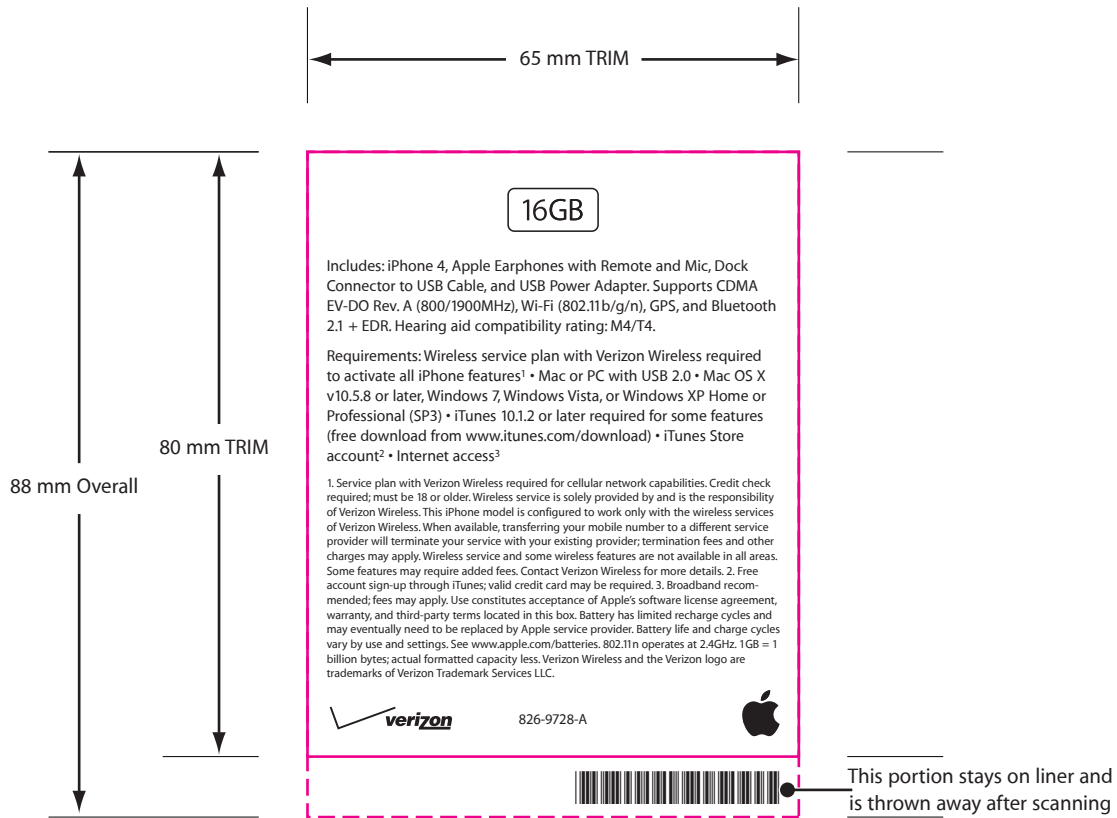 65 mm TRIM
16GB
Includes: iPhone 4, Apple Earphones with Remote and Mic, Dock
Connector to USB Cable, and USB Power Adapter. Supports CDMA
EV-DO Rev. A (800/1900MHz), Wi-Fi (802.11b/g/n), GPS, and Bluetooth
2.1 + EDR. Hearing aid compatibility rating: M4/T4.
Requirements: Wireless service plan with Verizon Wireless required
to activate all iPhone features¹ • Mac or PC with USB 2.0 • Mac OS X
v10.5.8 or later, Windows 7, Windows Vista, or Windows XP Home or
Professional (SP3) • iTunes 10.1.2 or later required for some features
(free download from www.itunes.com/download) • iTunes Store
account² • Internet access³
80 mm TRIM
88 mm Overall
1. Service plan with Verizon Wireless required for cellular network capabilities. Credit check
required; must be 18 or older. Wireless service is solely provided by and is the responsibility
of Verizon Wireless. This iPhone model is configured to work only with the wireless services
of Verizon Wireless. When available, transferring your mobile number to a different service
provider will terminate your service with your existing provider; termination fees and other
charges may apply. Wireless service and some wireless features are not available in all areas.
Some features may require added fees. Contact Verizon Wireless for more details. 2. Free
account sign-up through iTunes; valid credit card may be required. 3. Broadband recom-
mended; fees may apply. Use constitutes acceptance of Apple's software license agreement,
warranty, and third-party terms located in this box. Battery has limited recharge cycles and
may eventually need to be replaced by Apple service provider. Battery life and charge cycles
vary by use and settings. See www.apple.com/batteries. 802.11n operates at 2.4GHz. 1GB = 1
billion bytes; actual formatted capacity less. Verizon Wireless and the Verizon logo are
trademarks of Verizon Trademark Services LLC.
verizon
826-9728-A
This portion stays on liner and
is thrown away after scanning